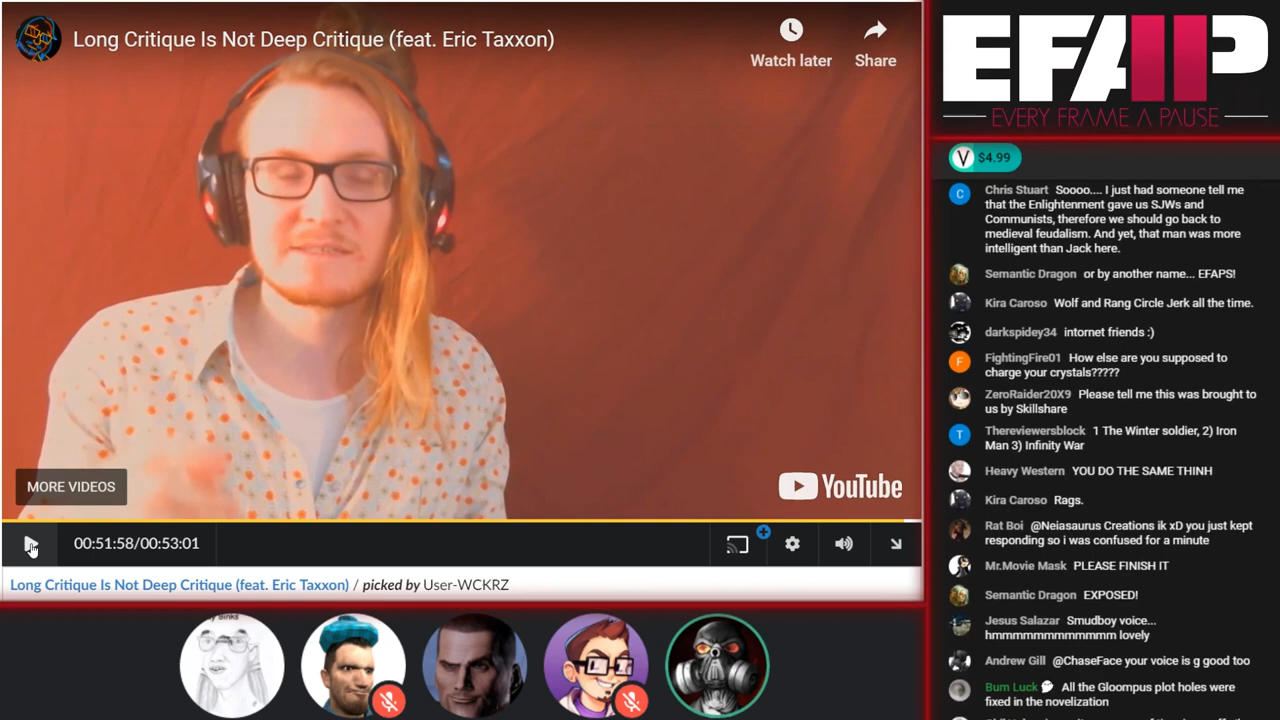 Long Critique Is Not Deep Critique (feat. Eric Taxxon)
Watch later
Share
MORE VIDEOS
YouTube
00:51:58/00:53:01
Long Critique Is Not Deep Critique (feat. Eric Taxxon) / picked by User-WCKRZ
EFAP
EVERY FRAME A PAUSE
V $4.99
C Chris Stuart Soooo.... I just had someone tell me
that the Enlightenment gave us SJWs and
Communists, therefore we should go back to
medieval feudalism. And yet, that man was more
intelligent than Jack here.
Semantic Dragon or by another name... EFAPS!
Kira Caroso Wolf and Rang Circle Jerk all the time.
darkspidey34 internet friends :)
F FightingFire01 How else are you supposed to
charge your crystals?????
ZeroRaider20X9 Please tell me this was brought to
us by Skillshare
T Thereviewersblock 1 The Winter soldier, 2) Iron
Man 3) Infinity War
Heavy Western YOU DO THE SAME THINH
Kira Caroso Rags.
Rat Boi @Neiasaurus Creations ik xD you just kept
responding so i was confused for a minute
Mr.Movie Mask PLEASE FINISH IT
Semantic Dragon EXPOSED!
Jesus Salazar Smudboy voice...
hmmmmmmmmmmm lovely
Andrew Gill @ChaseFace your voice is g good too
Bum Luck All the Gloompus plot holes were
fixed in the novelization